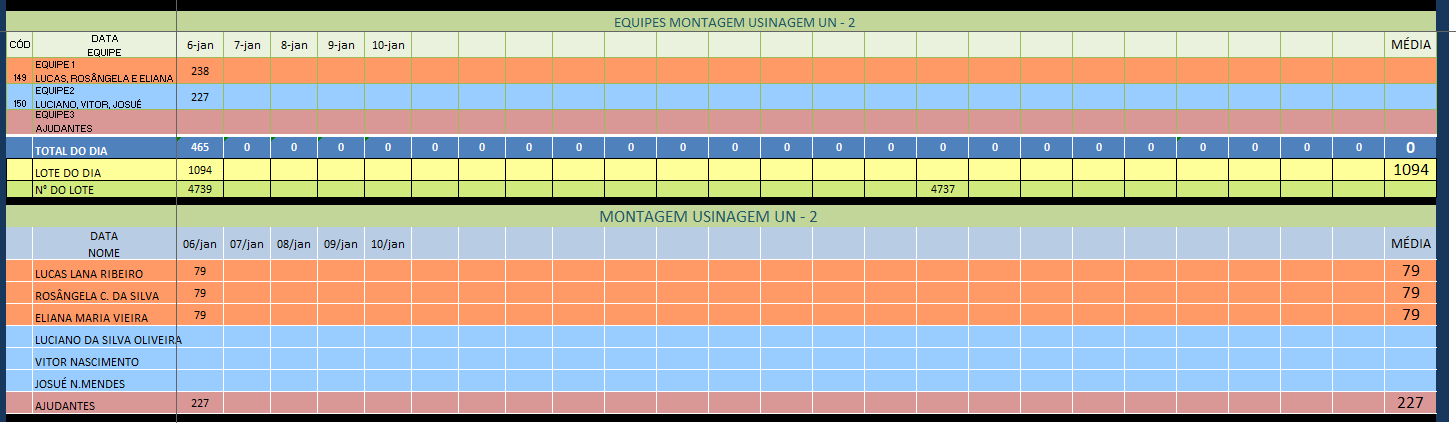 EQUIPES MONTAGEM USINAGEM UN - 2
CÓD DATA EQUIPE 6-jan 7-jan 8-jan 9-jan 10-jan MÉDIA
EQUIPE 1
149 LUCAS, ROSÂNGELA E ELIANA 238
EQUIPE2
150 LUCIANO, VITOR, JOSUÉ 227
EQUIPE3
AJUDANTES
TOTAL DO DIA 465 0 0 0 0 0 0 0 0 0 0 0 0 0 0 0 0 0 0 0 0 0 0 0 0 0
LOTE DO DIA 1094 1094
N° DO LOTE 4739 4737
MONTAGEM USINAGEM UN - 2
DATA NOME 06/jan 07/jan 08/jan 09/jan 10/jan MÉDIA
LUCAS LANA RIBEIRO 79 79
ROSÂNGELA C. DA SILVA 79 79
ELIANA MARIA VIEIRA 79 79
LUCIANO DA SILVA OLIVEIRA
VITOR NASCIMENTO
JOSUÉ N.MENDES
AJUDANTES 227 227